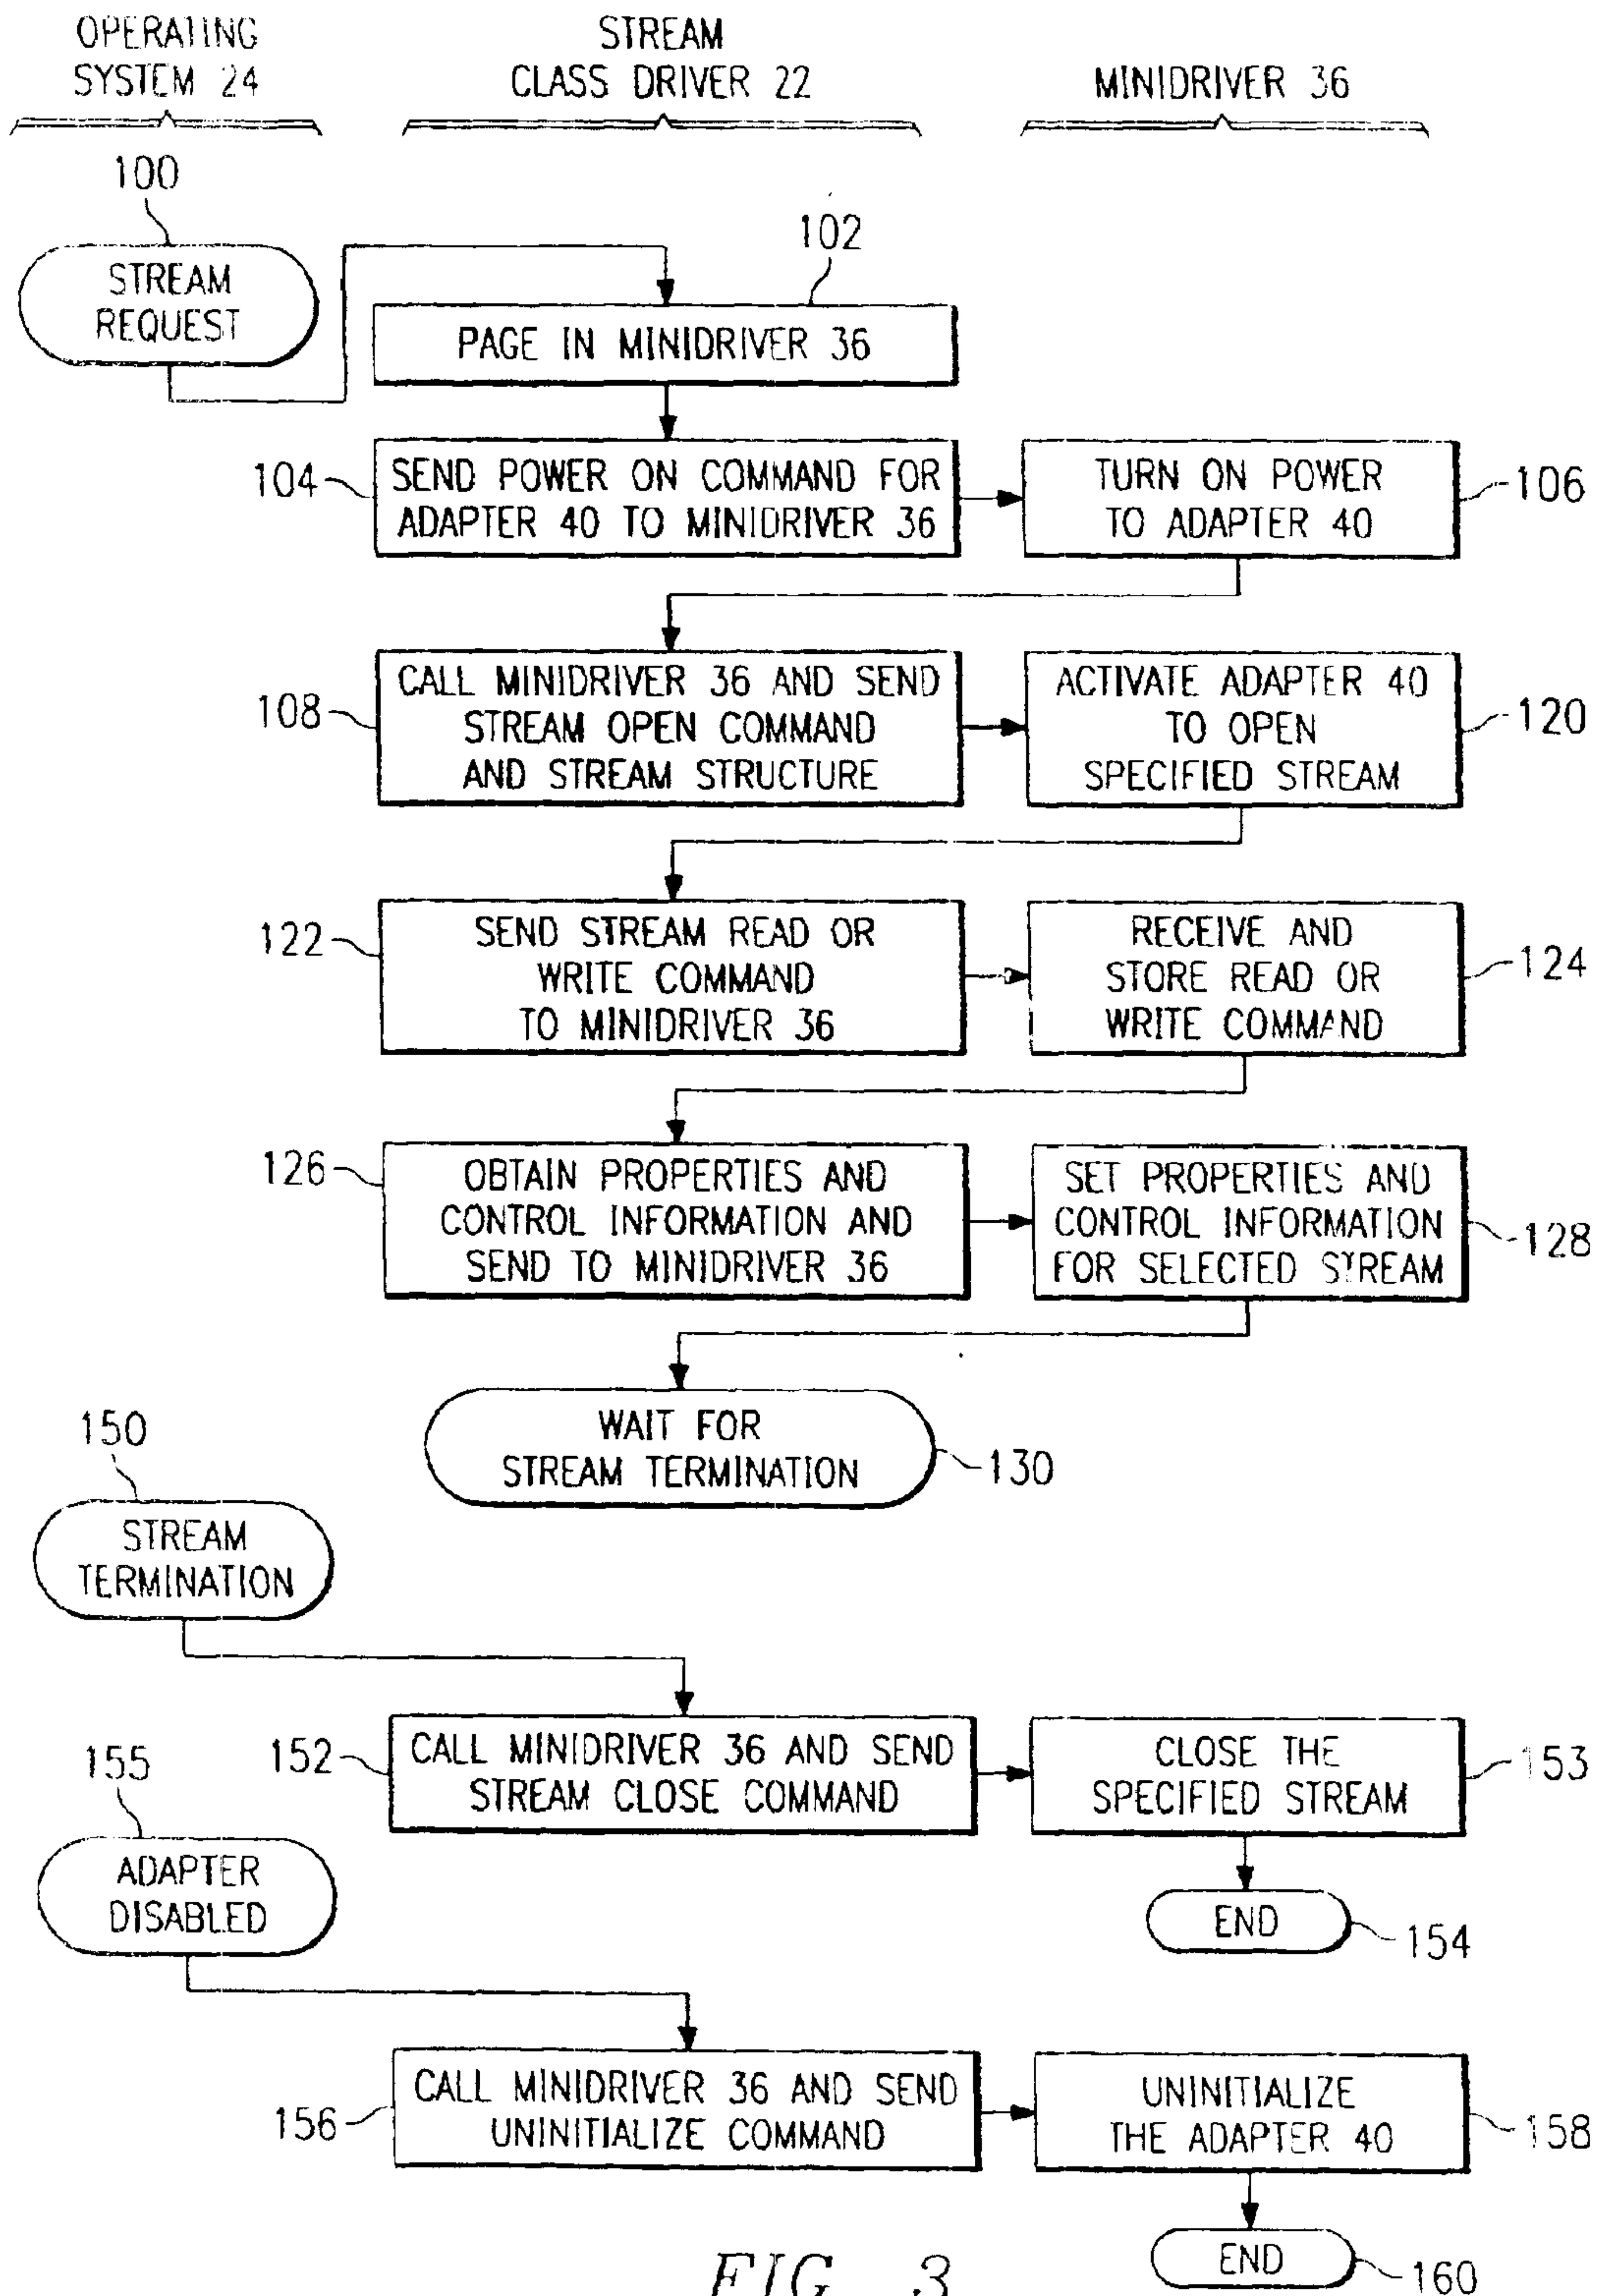 OPERATING
SYSTEM 24
STREAM
CLASS DRIVER 22
MINIDRIVER 36
100
STREAM
REQUEST
102
PAGE IN MINIDRIVER 36
104
SEND POWER ON COMMAND FOR
ADAPTER 40 TO MINIDRIVER 36
TURN ON POWER
TO ADAPTER 40
106
108
CALL MINIDRIVER 36 AND SEND
STREAM OPEN COMMAND
AND STREAM STRUCTURE
ACTIVATE ADAPTER 40
TO OPEN
SPECIFIED STREAM
120
122
SEND STREAM READ OR
WRITE COMMAND
TO MINIDRIVER 36
RECEIVE AND
STORE READ OR
WRITE COMMAND
124
126
OBTAIN PROPERTIES AND
CONTROL INFORMATION AND
SEND TO MINIDRIVER 36
SET PROPERTIES AND
CONTROL INFORMATION
FOR SELECTED STREAM
128
WAIT FOR
STREAM TERMINATION
130
150
STREAM
TERMINATION
152
CALL MINIDRIVER 36 AND SEND
STREAM CLOSE COMMAND
CLOSE THE
SPECIFIED STREAM
153
END
154
155
ADAPTER
DISABLED
156
CALL MINIDRIVER 36 AND SEND
UNINITIALIZE COMMAND
UNINITIALIZE
THE ADAPTER 40
158
END
160
FIG. 3